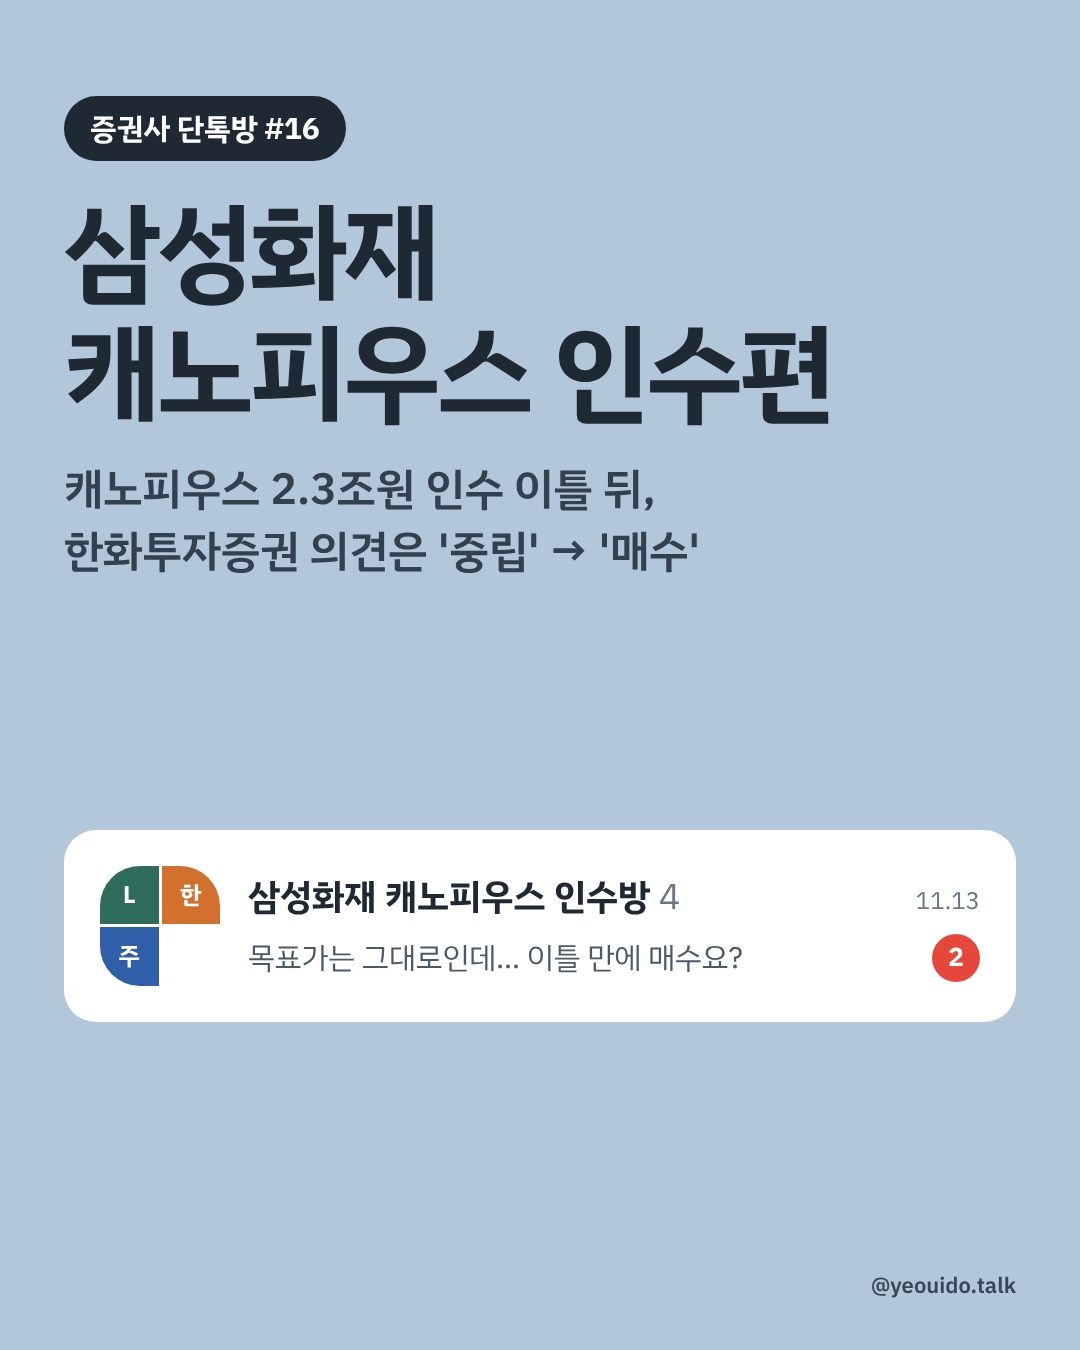 증권사 단톡방 #16
삼성화재
캐노피우스 인수편
캐노피우스 2.3조원 인수 이틀 뒤,
한화투자증권 의견은 '중립' → '매수'
L 한
주
삼성화재 캐노피우스 인수방 4
11.13
목표가는 그대로인데... 이틀 만에 매수요?
2
@yeouido.talk